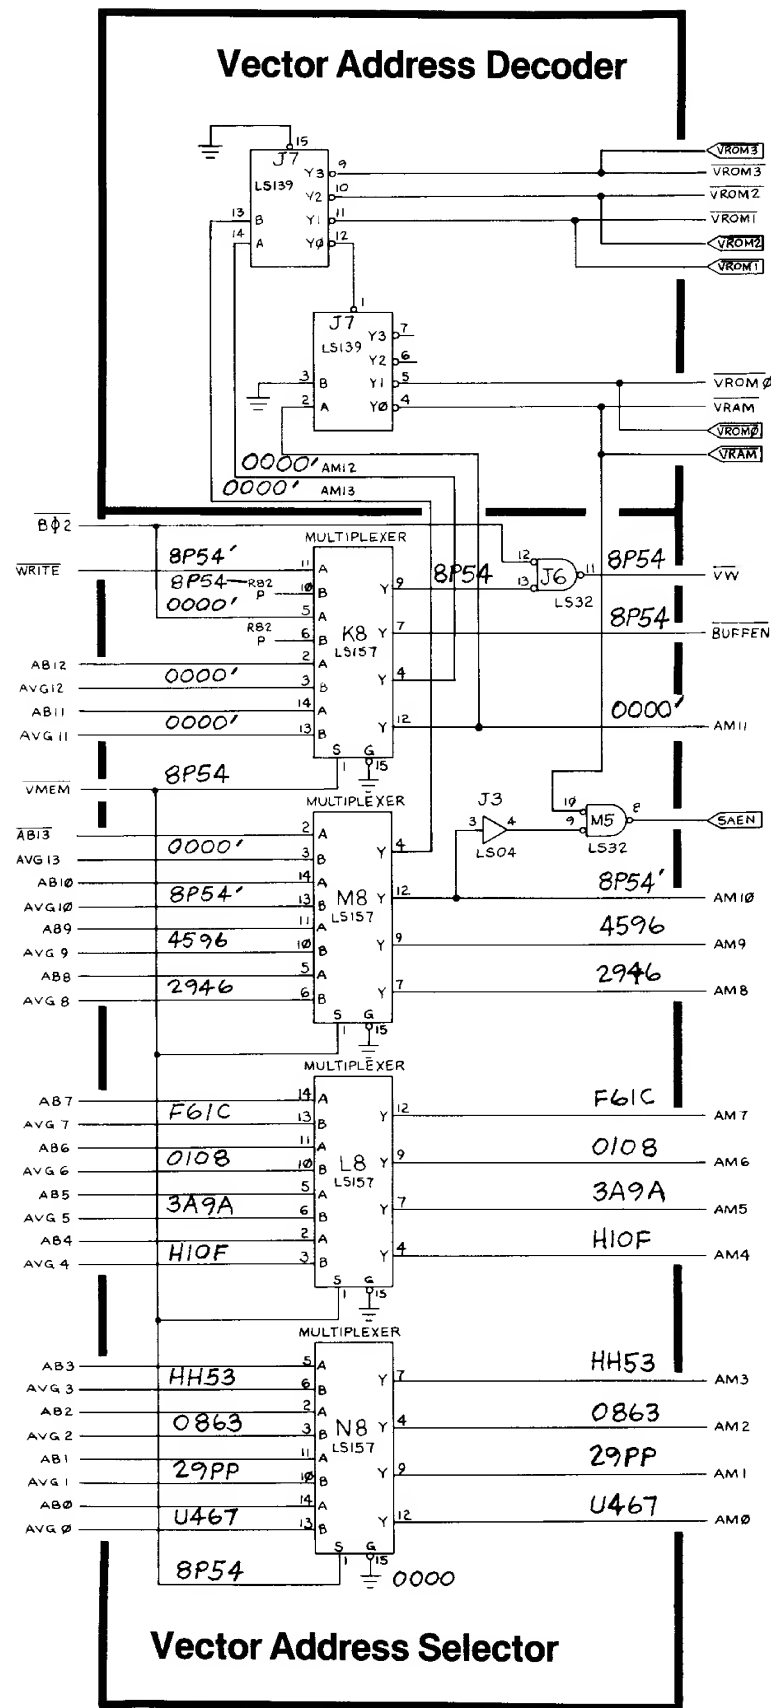 Vector Address Decoder
15
J7
LS139
Y3 9 VROM3
VROM3
Y2 10 VROM2
13 B Y1 11 VROM1
14 A YØ 12 VROM2
VROM1
1
J7
LS139
Y3 7
Y2 6
3 B Y1 5 VROMØ
2 A YØ 4 VRAM
VROMØ
VRAM
0000' AM12
0000' AM13
BΦ2
MULTIPLEXER
WRITE 8P54' 11 A
8P54 RB2 P 10 B Y 9 8P54 12 13 J6 LS32 11 8P54 VW
0000' 5 A
RB2 P 6 B K8 LS157 Y 7 8P54 BUFFEN
AB12 2 A
AVG12 0000' 3 B Y 4
AB11 14 A
AVG11 0000' 13 B Y 12 0000' AM11
S G
1 15
VMEM 8P54
MULTIPLEXER
J3
3 4
LS04
10 9 M5 8 SAEN
LS32
AB13 2 A
AVG13 0000' 3 B Y 4
AB10 14 A
AVG10 8P54' 13 B M8 LS157 Y 12 8P54' AM10
AB9 11 A
AVG 9 4596 10 B Y 9 4596 AM9
AB8 5 A
AVG 8 2946 6 B Y 7 2946 AM8
S G
1 15
MULTIPLEXER
AB7 14 A
AVG 7 F61C 13 B Y 12 F61C AM7
AB6 11 A
AVG 6 0108 10 B L8 LS157 Y 9 0108 AM6
AB5 5 A
AVG 5 3A9A 6 B Y 7 3A9A AM5
AB4 2 A
AVG 4 H10F 3 B Y 4 H10F AM4
S G
1 15
MULTIPLEXER
AB3 5 A
AVG 3 HH53 6 B Y 7 HH53 AM3
AB2 2 A
AVG 2 0863 3 B N8 LS157 Y 4 0863 AM2
AB1 11 A
AVG 1 29PP 10 B Y 9 29PP AM1
ABØ 14 A
AVG Ø U467 13 B Y 12 U467 AMØ
S G
1 15
8P54 0000
Vector Address Selector